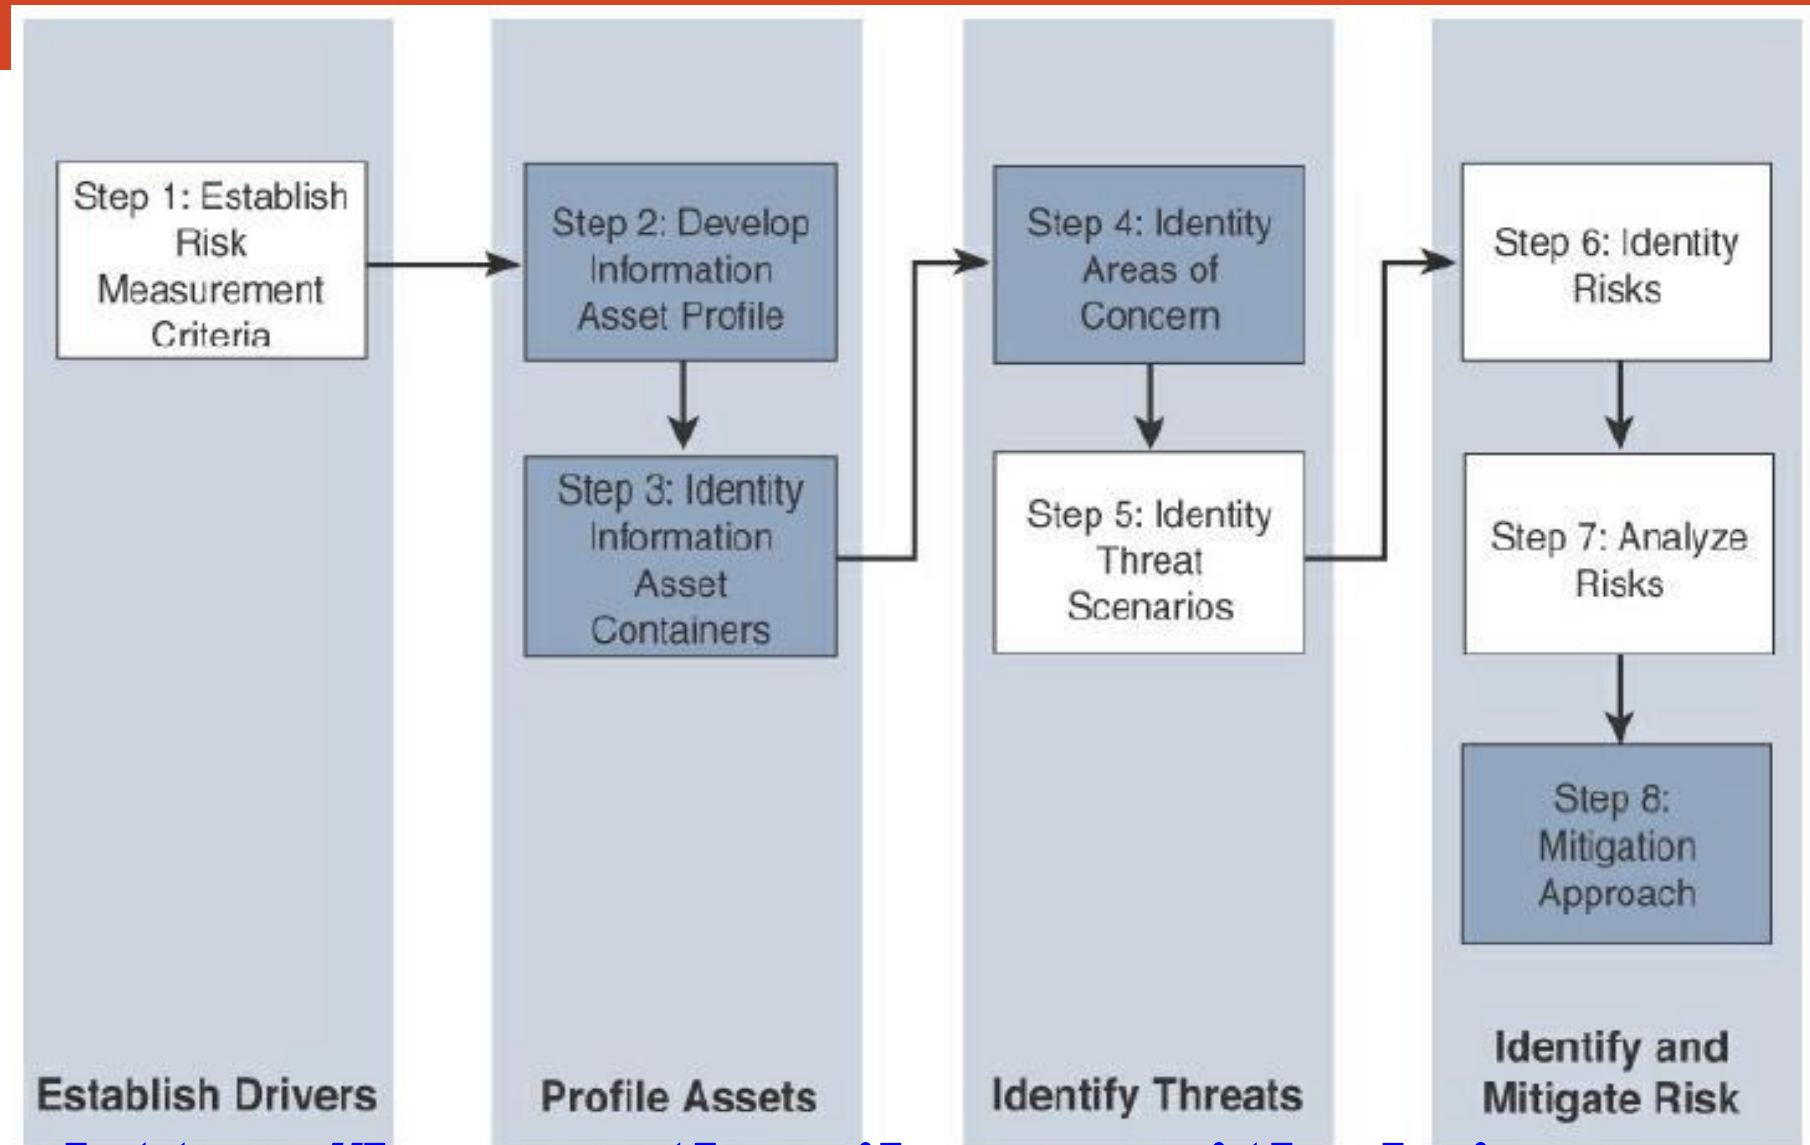 Step 1: Establish
Risk
Measurement
Criteria
Step 2: Develop
Information
Asset Profile
Step 3: Identity
Information
Asset
Containers
Step 4: Identity
Areas of
Concern
Step 5: Identity
Threat
Scenarios
Step 6: Identity
Risks
Step 7: Analyze
Risks
Step 8:
Mitigation
Approach
Establish Drivers
Profile Assets
Identify Threats
Identify and
Mitigate Risk